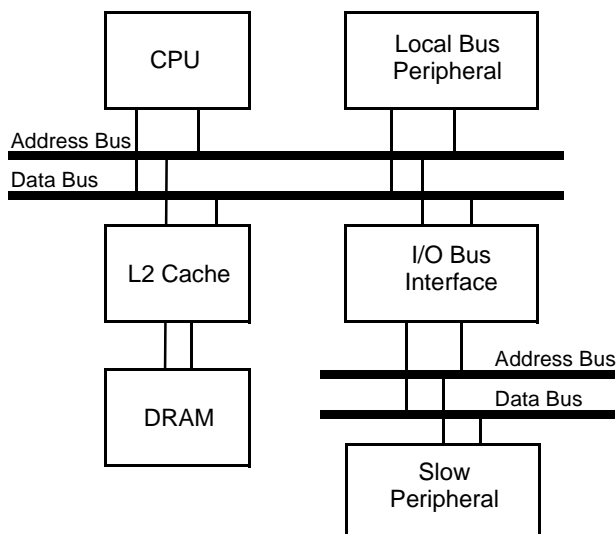 CPU
Local Bus
Peripheral
Address Bus
Data Bus
L2 Cache
I/O Bus
Interface
Address Bus
Data Bus
DRAM
Slow
Peripheral